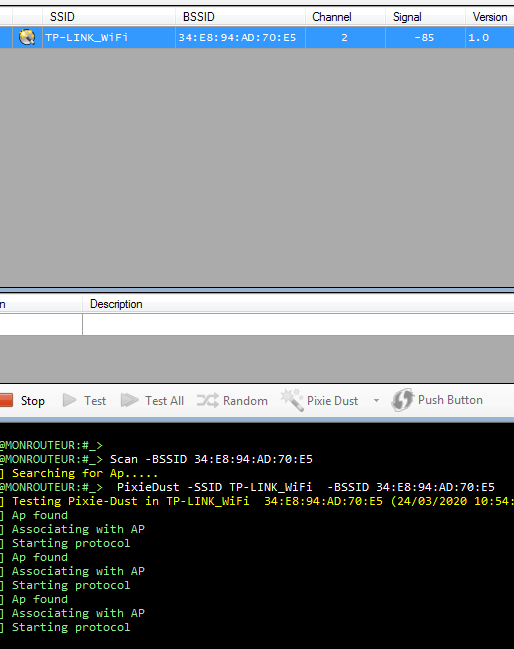 SSID BSSID Channel Signal Version
TP-LINK_WiFi 34:E8:94:AD:70:E5 2 -85 1.0
n Description
Stop Test Test All Random Pixie Dust Push Button
@MONROUTEUR:#_>
@MONROUTEUR:#_> Scan -BSSID 34:E8:94:AD:70:E5
] Searching for Ap.....
@MONROUTEUR:#_>  PixieDust -SSID TP-LINK_WiFi  -BSSID 34:E8:94:AD:70:E5
] Testing Pixie-Dust in TP-LINK_WiFi  34:E8:94:AD:70:E5 (24/03/2020 10:54:
] Ap found
] Associating with AP
] Starting protocol
] Ap found
] Associating with AP
] Starting protocol
] Ap found
] Associating with AP
] Starting protocol